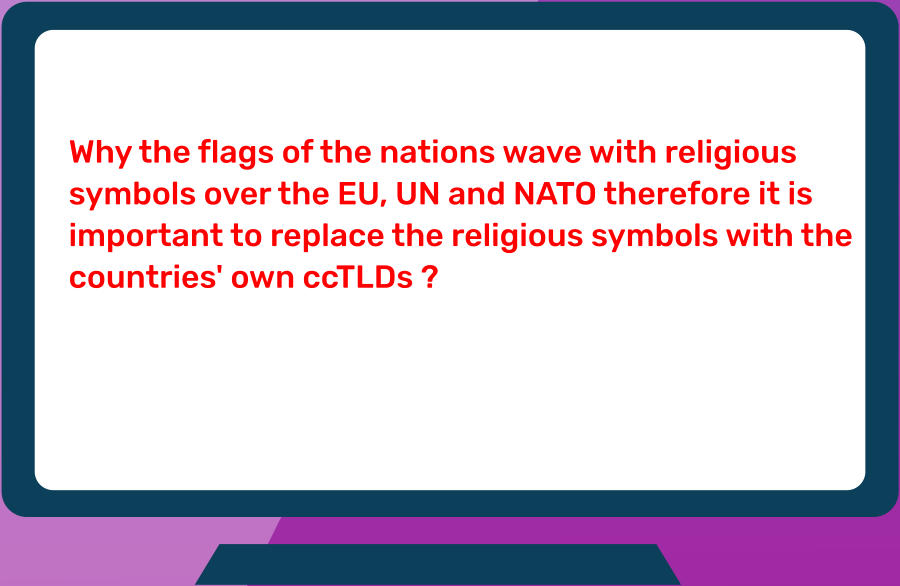 Why the flags of the nations wave with religious
symbols over the EU, UN and NATO therefore it is
important to replace the religious symbols with the
countries' own ccTLDs ?